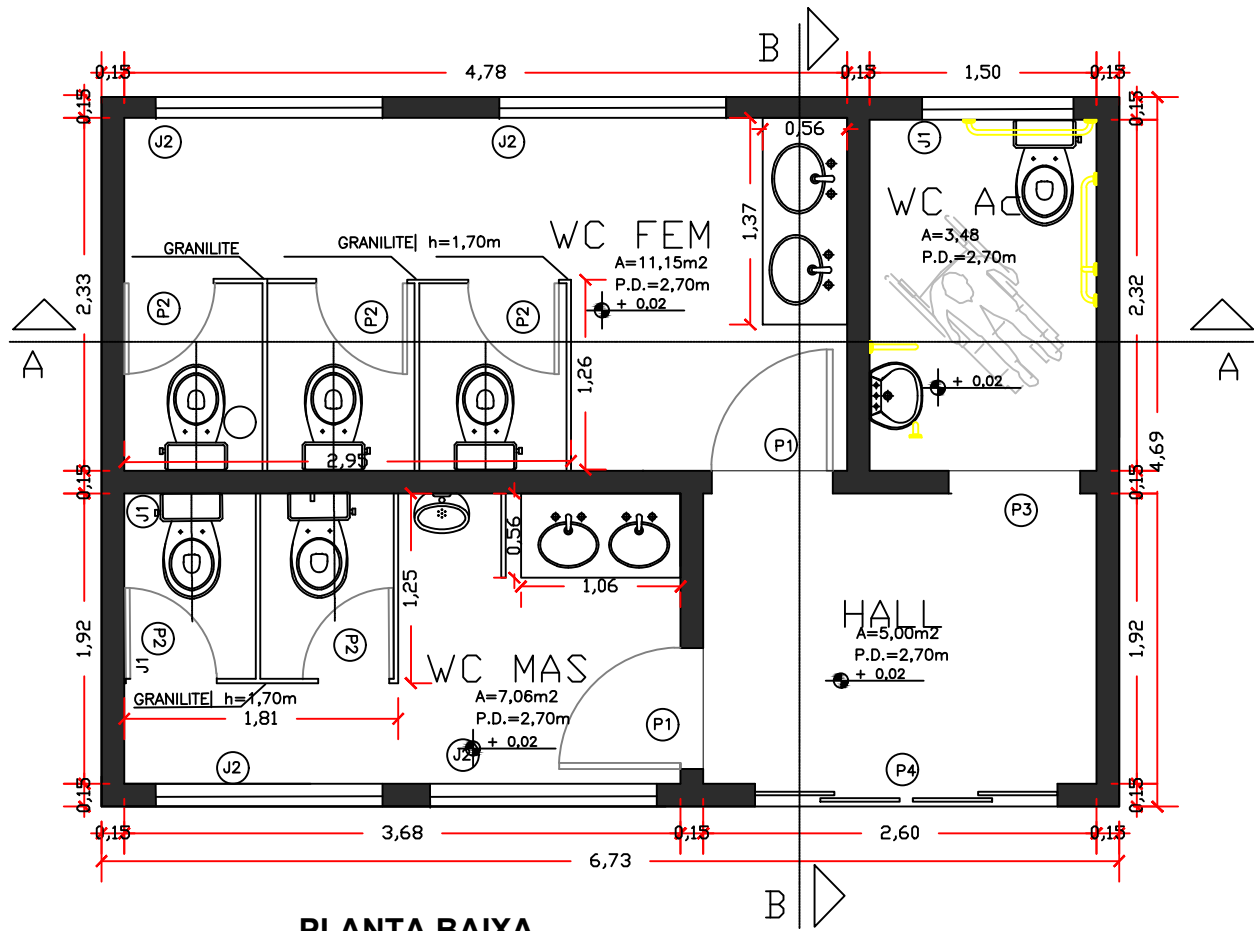 B
0,15
4,78
0,15
1,50
0,15
0,15
0,15
J2
J2
0,56
J1
WC FEM
A=11,15m2
P.D.=2,70m
+ 0,02
1,37
WC Ac
A=3,48
P.D.=2,70m
GRANILITE
GRANILITE h=1,70m
2,33
P2
P2
P2
2,32
A
A
1,26
+ 0,02
P1
2,95
4,69
0,15
0,15
J1
P3
0,56
1,25
1,06
1,92
P2
J1
P2
HALL
A=5,00m2
P.D.=2,70m
+ 0,02
1,92
WC MAS
A=7,06m2
P.D.=2,70m
+ 0,02
GRANILITE h=1,70m
1,81
P1
J2
J2
P4
0,15
0,15
0,15
3,68
0,15
2,60
0,15
6,73
B
PLANTA BAIXA